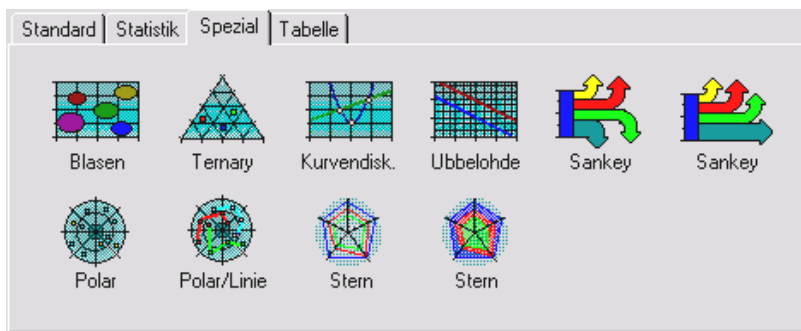 Standard Statistik Spezial Tabelle
Blasen Ternary Kurvendisk. Ubbelohde Sankey Sankey
Polar Polar/Linie Stern Stern